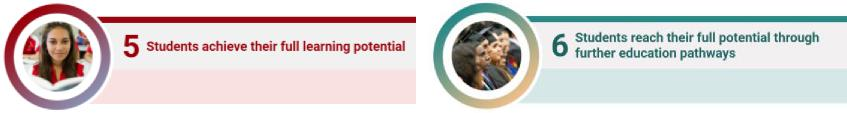 5 Students achieve their full learning potential
6 Students reach their full potential through
further education pathways